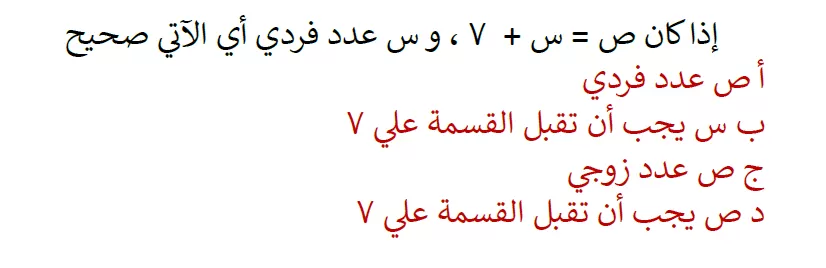 إذا كان ص = س + ٧ ، و س عدد فردي أي الآتي صحيح
أ ص عدد فردي
ب س يجب أن تقبل القسمة علي ٧
ج ص عدد زوجي
د ص يجب أن تقبل القسمة علي ٧